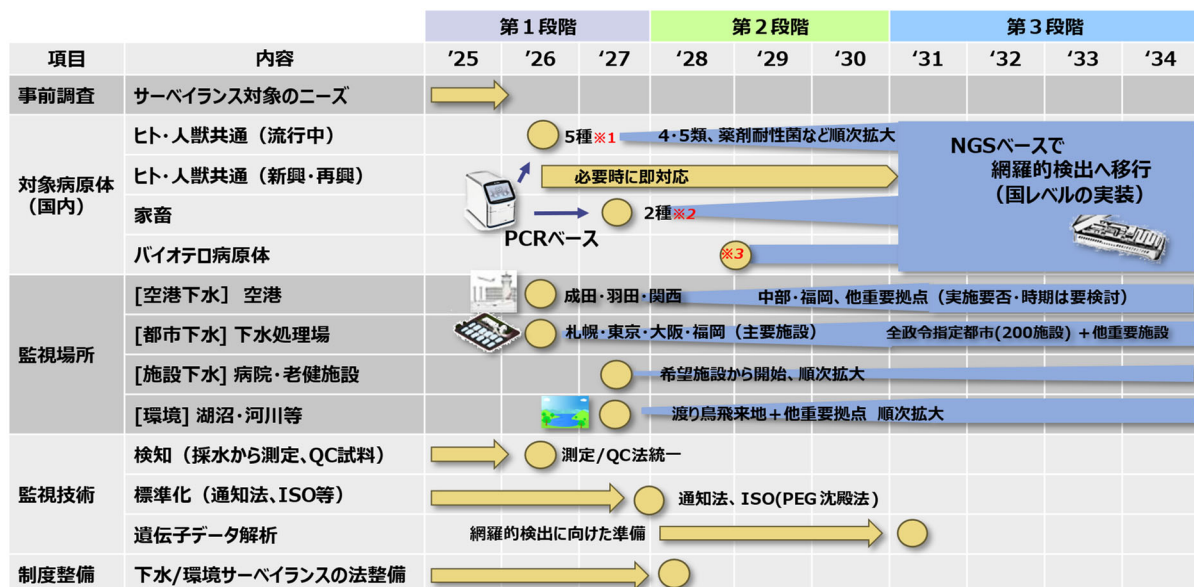 第1段階 第2段階 第3段階
項目 内容 ‘25 ‘26 ‘27 ‘28 ‘29 ‘30 ‘31 ‘32 ‘33 ‘34
事前調査 サーベイランス対象のニーズ
対象病原体
（国内）
ヒト・人獣共通（流行中） 5種※1 4・5類、薬剤耐性菌など順次拡大
ヒト・人獣共通（新興・再興） 必要時に即対応
家畜 2種※2
PCRベース
バイオテロ病原体 ※3
NGSベースで
網羅的検出へ移行
（国レベルの実装）
監視場所
[空港下水] 空港 成田・羽田・関西 中部・福岡、他重要拠点（実施要否・時期は要検討）
[都市下水] 下水処理場 札幌・東京・大阪・福岡（主要施設） 全政令指定都市(200施設) ＋他重要施設
[施設下水] 病院・老健施設 希望施設から開始、順次拡大
[環境] 湖沼・河川等 渡り鳥飛来地＋他重要拠点 順次拡大
監視技術
検知（採水から測定、QC試料） 測定/QC法統一
標準化（通知法、ISO等） 通知法、ISO(PEG沈殿法)
遺伝子データ解析 網羅的検出に向けた準備
制度整備 下水/環境サーベイランスの法整備